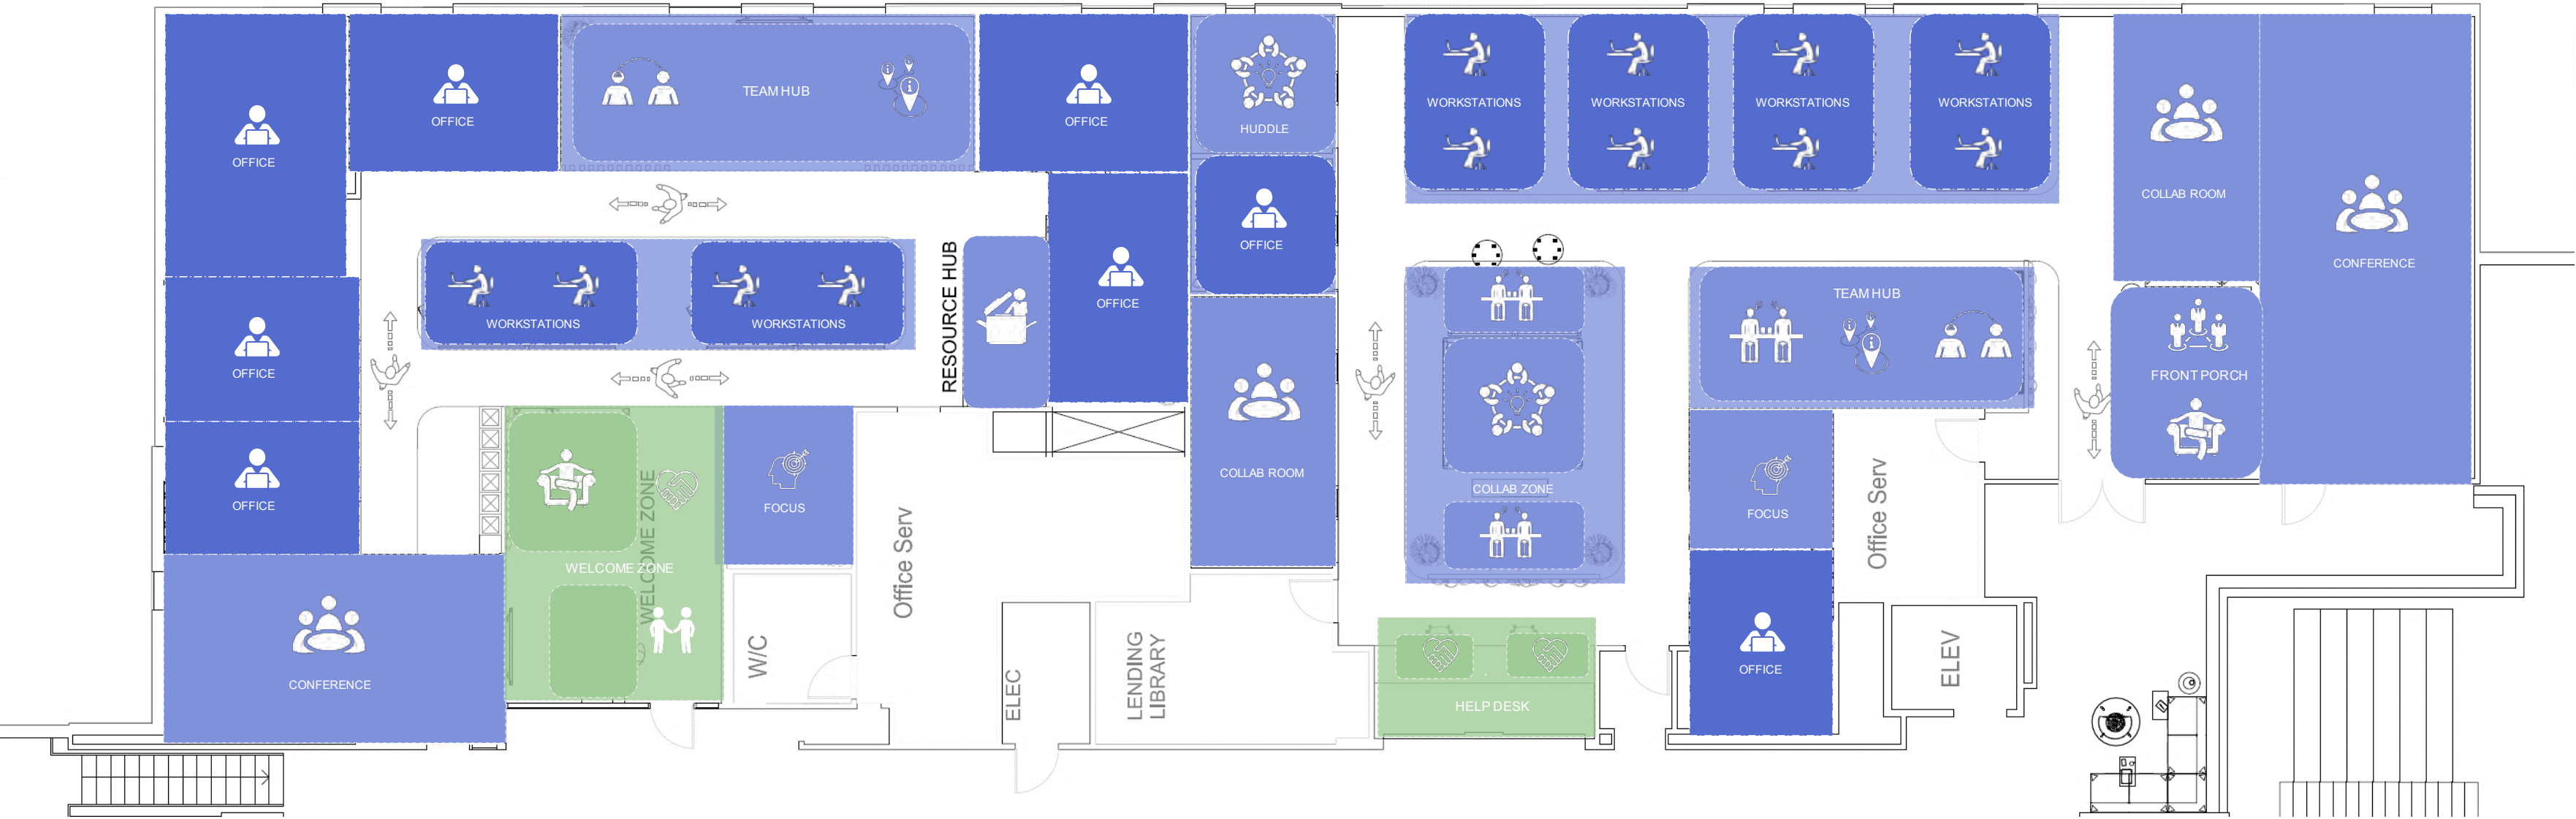 OFFICE
OFFICE
TEAM HUB
OFFICE
HUDDLE
WORKSTATIONS
WORKSTATIONS
WORKSTATIONS
WORKSTATIONS
COLLAB ROOM
CONFERENCE
OFFICE
OFFICE
WORKSTATIONS
WORKSTATIONS
RESOURCE HUB
OFFICE
TEAM HUB
FRONT PORCH
OFFICE
WELCOME ZONE
WELCOME ZONE
FOCUS
COLLAB ROOM
COLLAB ZONE
FOCUS
Office Serv
Office Serv
CONFERENCE
W/C
ELEC
LENDING
LIBRARY
HELP DESK
OFFICE
ELEV